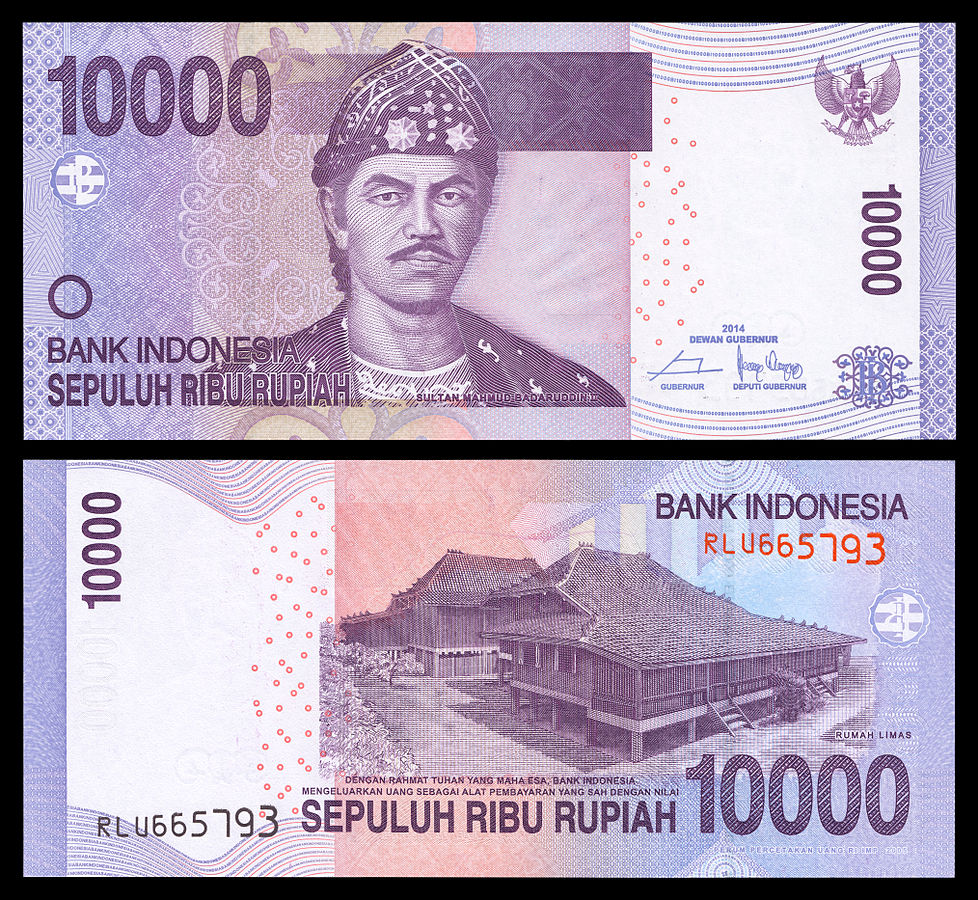 10000
BANK INDONESIA
SEPULUH RIBU RUPIAH
SULTAN MAHMUD BADARUDDIN II
10000
2014
DEWAN GUBERNUR
GUBERNUR
DEPUTI GUBERNUR
10000
BANK INDONESIA
RLU665793
RUMAH LIMAS
DENGAN RAHMAT TUHAN YANG MAHA ESA, BANK INDONESIA
MENGELUARKAN UANG SEBAGAI ALAT PEMBAYARAN YANG SAH DENGAN NILAI
SEPULUH RIBU RUPIAH
10000
RLU665793
PERUM PERCETAKAN UANG RI IMP. 2005